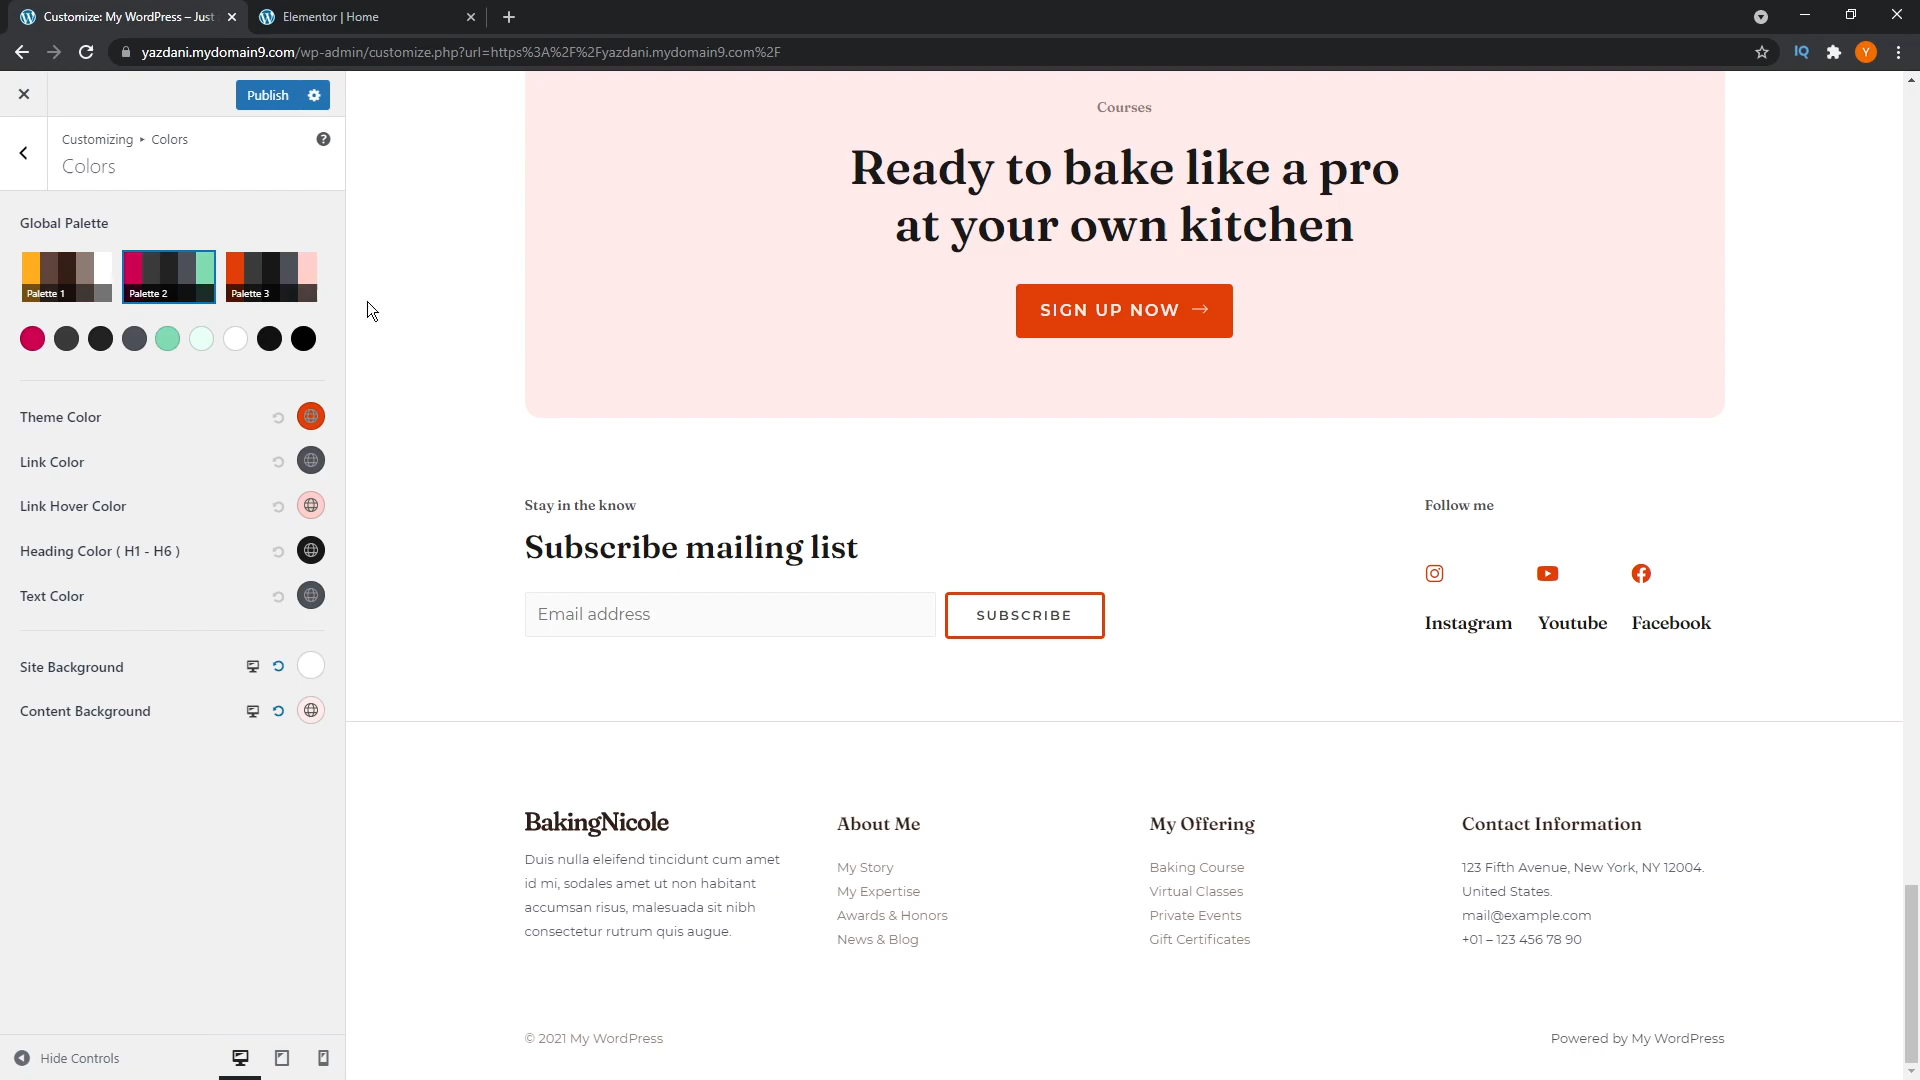 Customize: My WordPress – Just
Elementor | Home
yazdani.mydomain9.com/wp-admin/customize.php?url=https%3A%2F%2Fyazdani.mydomain9.com%2F
IQ
Y
Publish
Customizing ▸ Colors
Colors
Global Palette
Palette 1
Palette 2
Palette 3
Theme Color
Link Color
Link Hover Color
Heading Color ( H1 - H6 )
Text Color
Site Background
Content Background
Hide Controls
Courses
Ready to bake like a pro
at your own kitchen
SIGN UP NOW →
Stay in the know
Subscribe mailing list
Email address
SUBSCRIBE
Follow me
Instagram
Youtube
Facebook
BakingNicole
Duis nulla eleifend tincidunt cum amet
id mi, sodales amet ut non habitant
accumsan risus, malesuada sit nibh
consectetur rutrum quis augue.
About Me
My Story
My Expertise
Awards & Honors
News & Blog
My Offering
Baking Course
Virtual Classes
Private Events
Gift Certificates
Contact Information
123 Fifth Avenue, New York, NY 12004.
United States.
mail@example.com
+01 – 123 456 78 90
© 2021 My WordPress
Powered by My WordPress